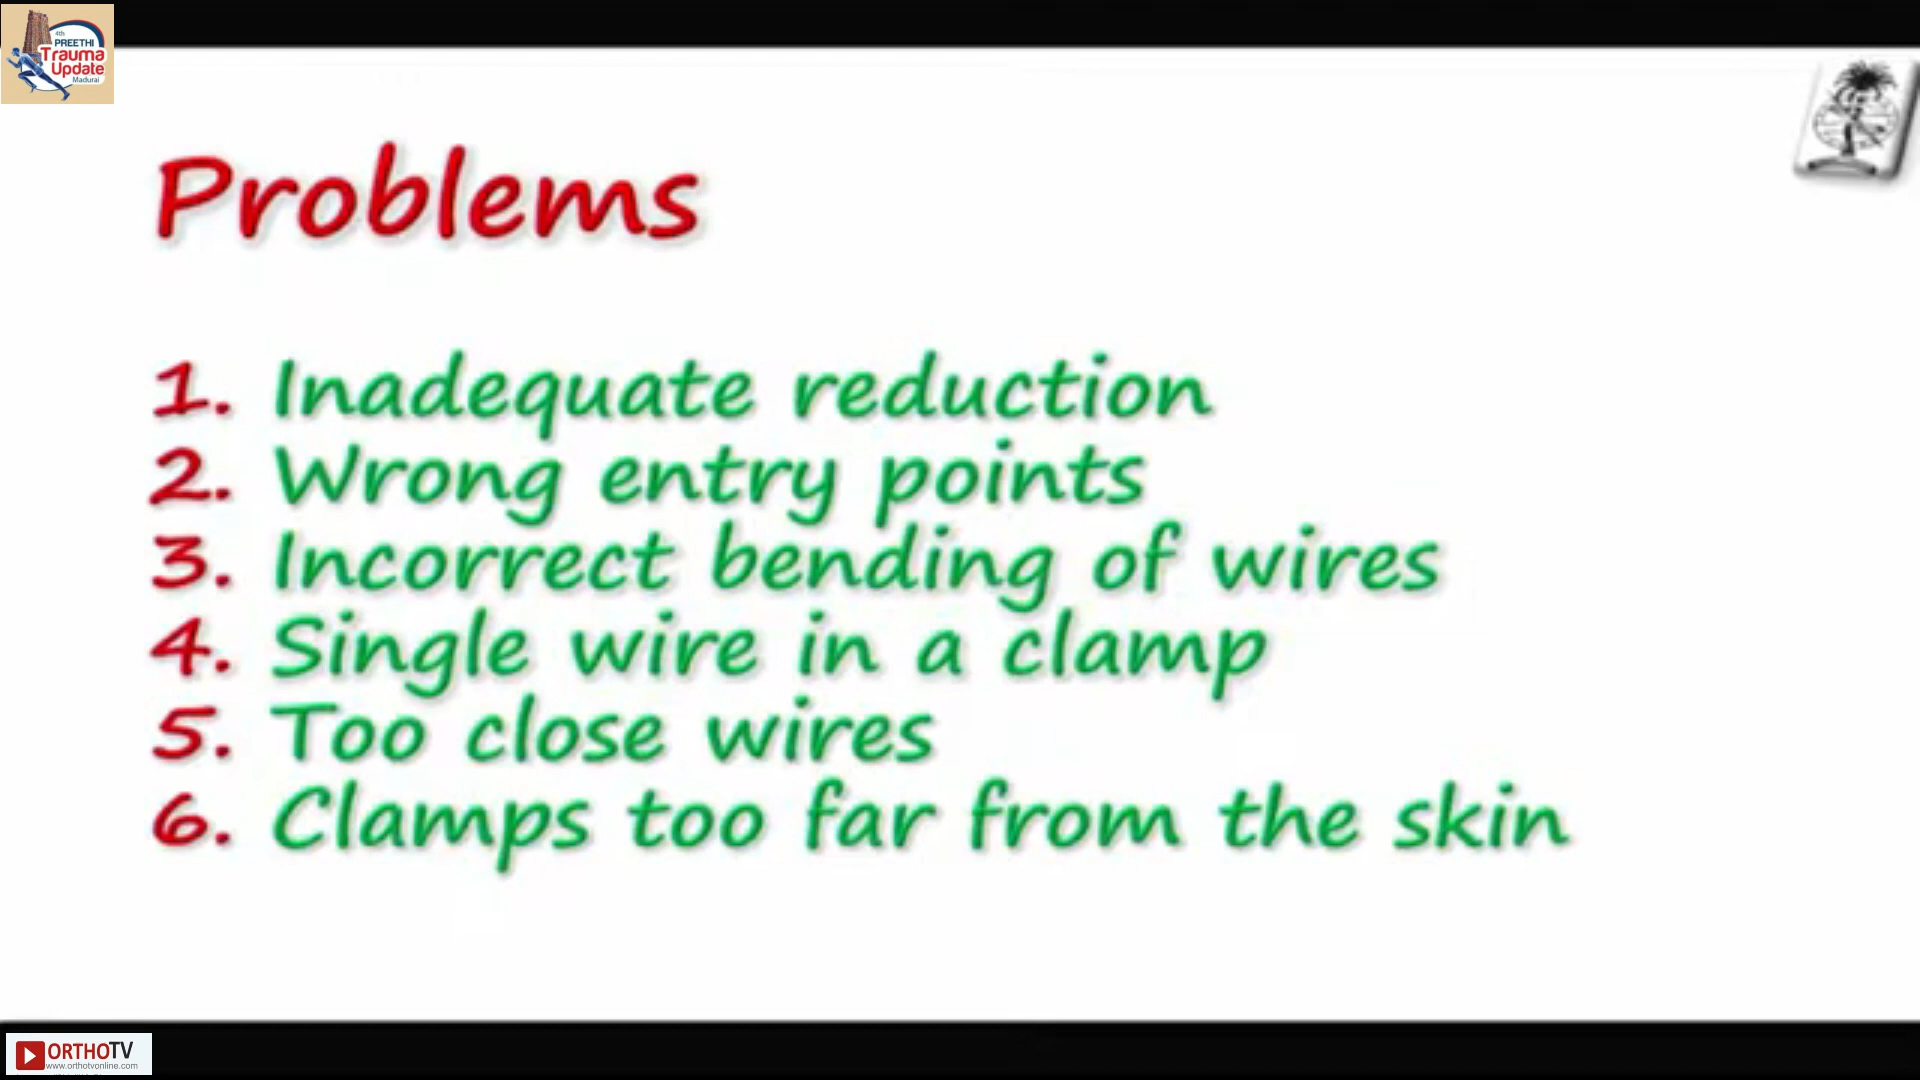 4th
PREETHI
Trauma
Update
Madurai
Problems
1. Inadequate reduction
2. Wrong entry points
3. Incorrect bending of wires
4. Single wire in a clamp
5. Too close wires
6. Clamps too far from the skin
ORTHOTV
www.orthotvonline.com